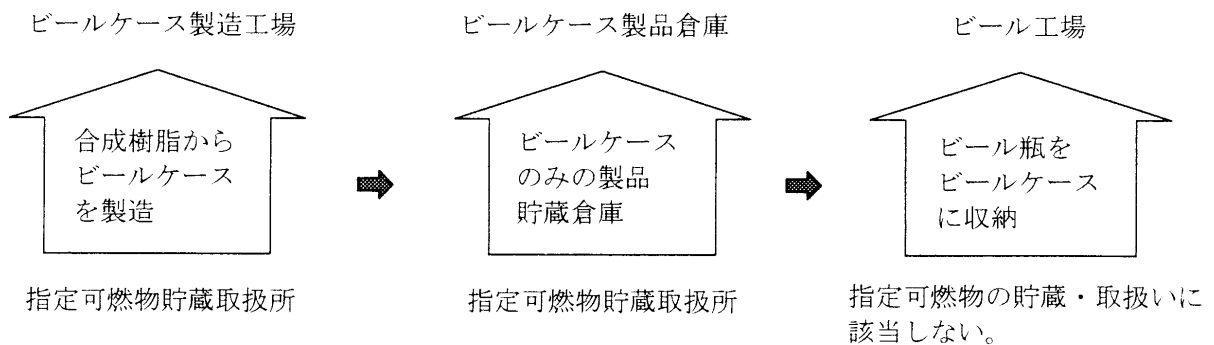 ビールケース製造工場
合成樹脂から
ビールケース
を製造
指定可燃物貯蔵取扱所
ビールケース製品倉庫
ビールケース
のみの製品
貯蔵倉庫
指定可燃物貯蔵取扱所
ビール工場
ビール瓶を
ビールケース
に収納
指定可燃物の貯蔵・取扱いに
該当しない。